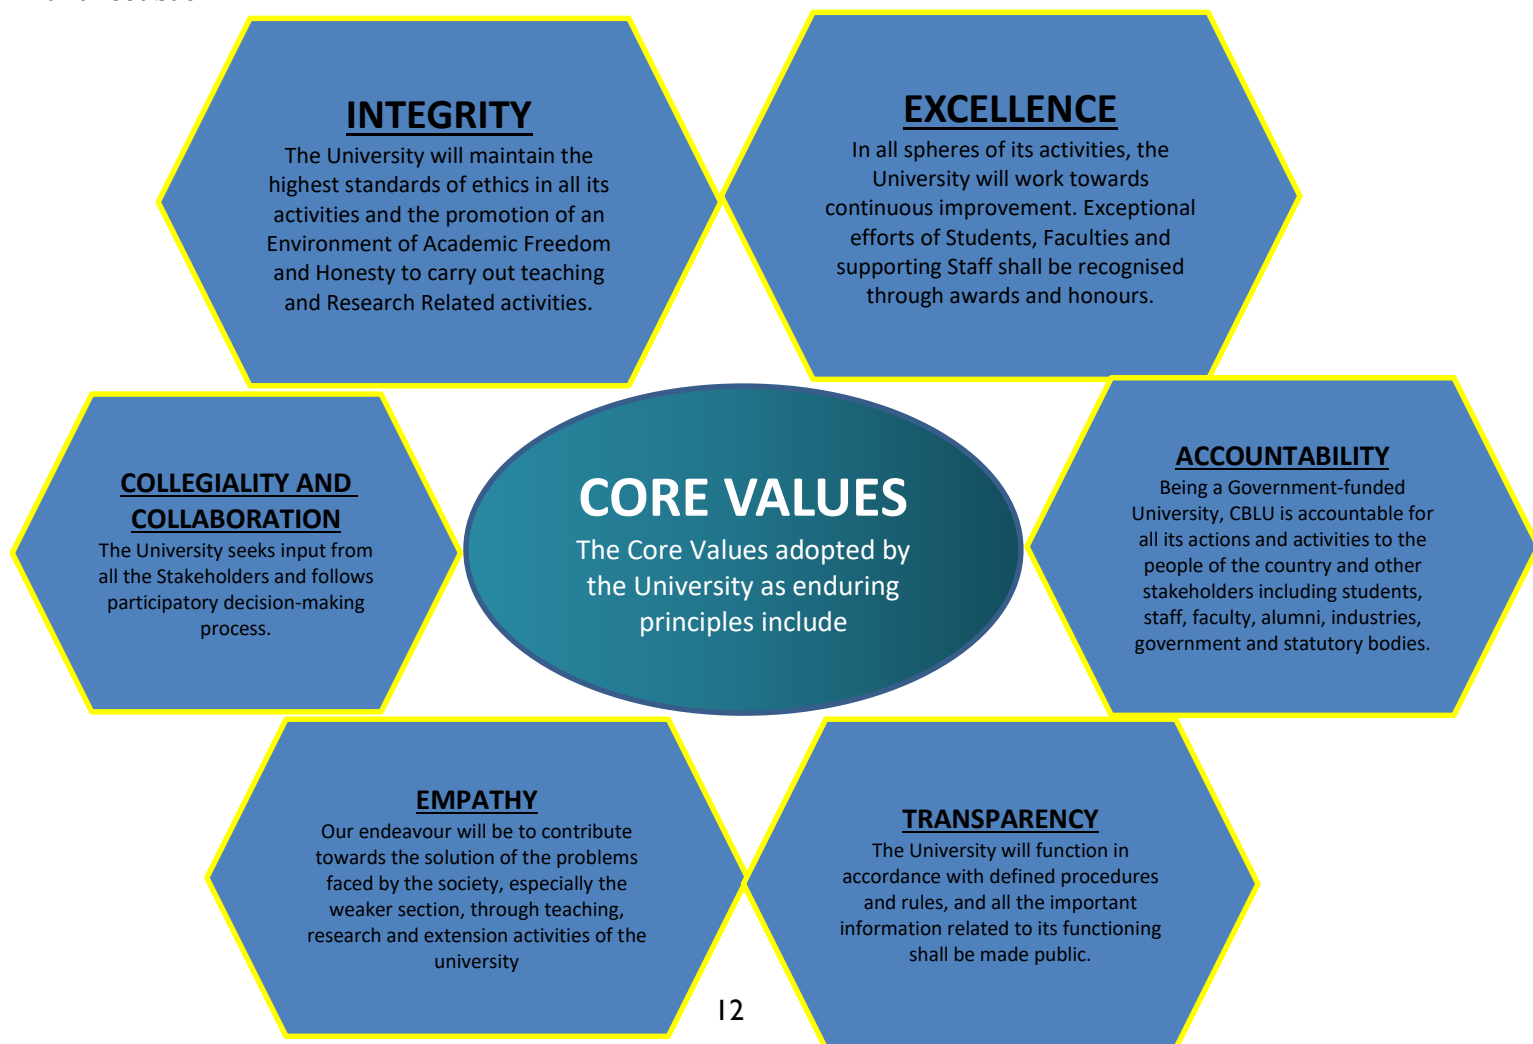 INTEGRITY
The University will maintain the
highest standards of ethics in all its
activities and the promotion of an
Environment of Academic Freedom
and Honesty to carry out teaching
and Research Related activities.
EXCELLENCE
In all spheres of its activities, the
University will work towards
continuous improvement. Exceptional
efforts of Students, Faculties and
supporting Staff shall be recognised
through awards and honours.
COLLEGIALITY AND
COLLABORATION
The University seeks input from
all the Stakeholders and follows
participatory decision-making
process.
CORE VALUES
The Core Values adopted by
the University as enduring
principles include
ACCOUNTABILITY
Being a Government-funded
University, CBLU is accountable for
all its actions and activities to the
people of the country and other
stakeholders including students,
staff, faculty, alumni, industries,
government and statutory bodies.
EMPATHY
Our endeavour will be to contribute
towards the solution of the problems
faced by the society, especially the
weaker section, through teaching,
research and extension activities of the
university
TRANSPARENCY
The University will function in
accordance with defined procedures
and rules, and all the important
information related to its functioning
shall be made public.
12